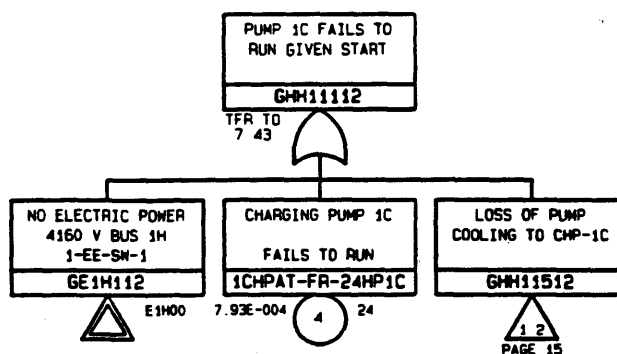 PUMP 1C FAILS TO
RUN GIVEN START
GHH11112
TFR TO
7 43
NO ELECTRIC POWER
4160 V BUS 1H
1-EE-SW-1
GE1H112
E1H00
CHARGING PUMP 1C
FAILS TO RUN
1CHPAT-FR-24HP1C
7.93E-004
4
24
LOSS OF PUMP
COOLING TO CHP-1C
GHH11512
1 2
PAGE 15